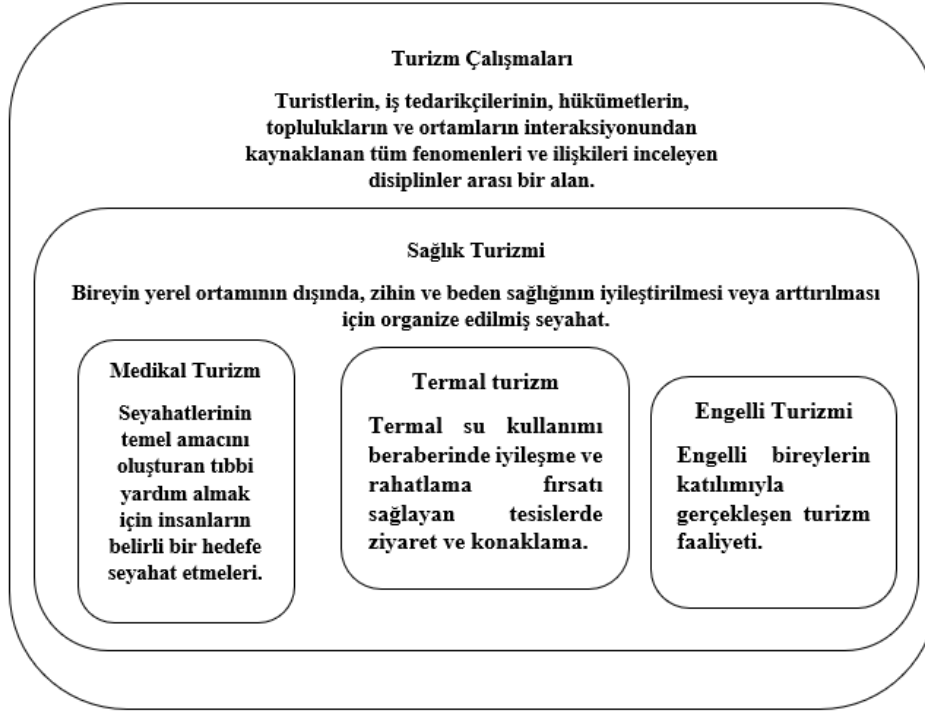 Turizm Çalışmaları
Turistlerin, iş tedarikçilerinin, hükümetlerin,
toplulukların ve ortamların interaksiyonundan
kaynaklanan tüm fenomenleri ve ilişkileri inceleyen
disiplinler arası bir alan.
Sağlık Turizmi
Bireyin yerel ortamının dışında, zihin ve beden sağlığının iyileştirilmesi veya arttırılması
için organize edilmiş seyahat.
Medikal Turizm
Seyahatlerinin
temel amacını
oluşturan tıbbi
yardım almak
için insanların
belirli bir hedefe
seyahat etmeleri.
Termal turizm
Termal su kullanımı
beraberinde iyileşme ve
rahatlama fırsatı
sağlayan tesislerde
ziyaret ve konaklama.
Engelli Turizmi
Engelli bireylerin
katılımıyla
gerçekleşen turizm
faaliyeti.